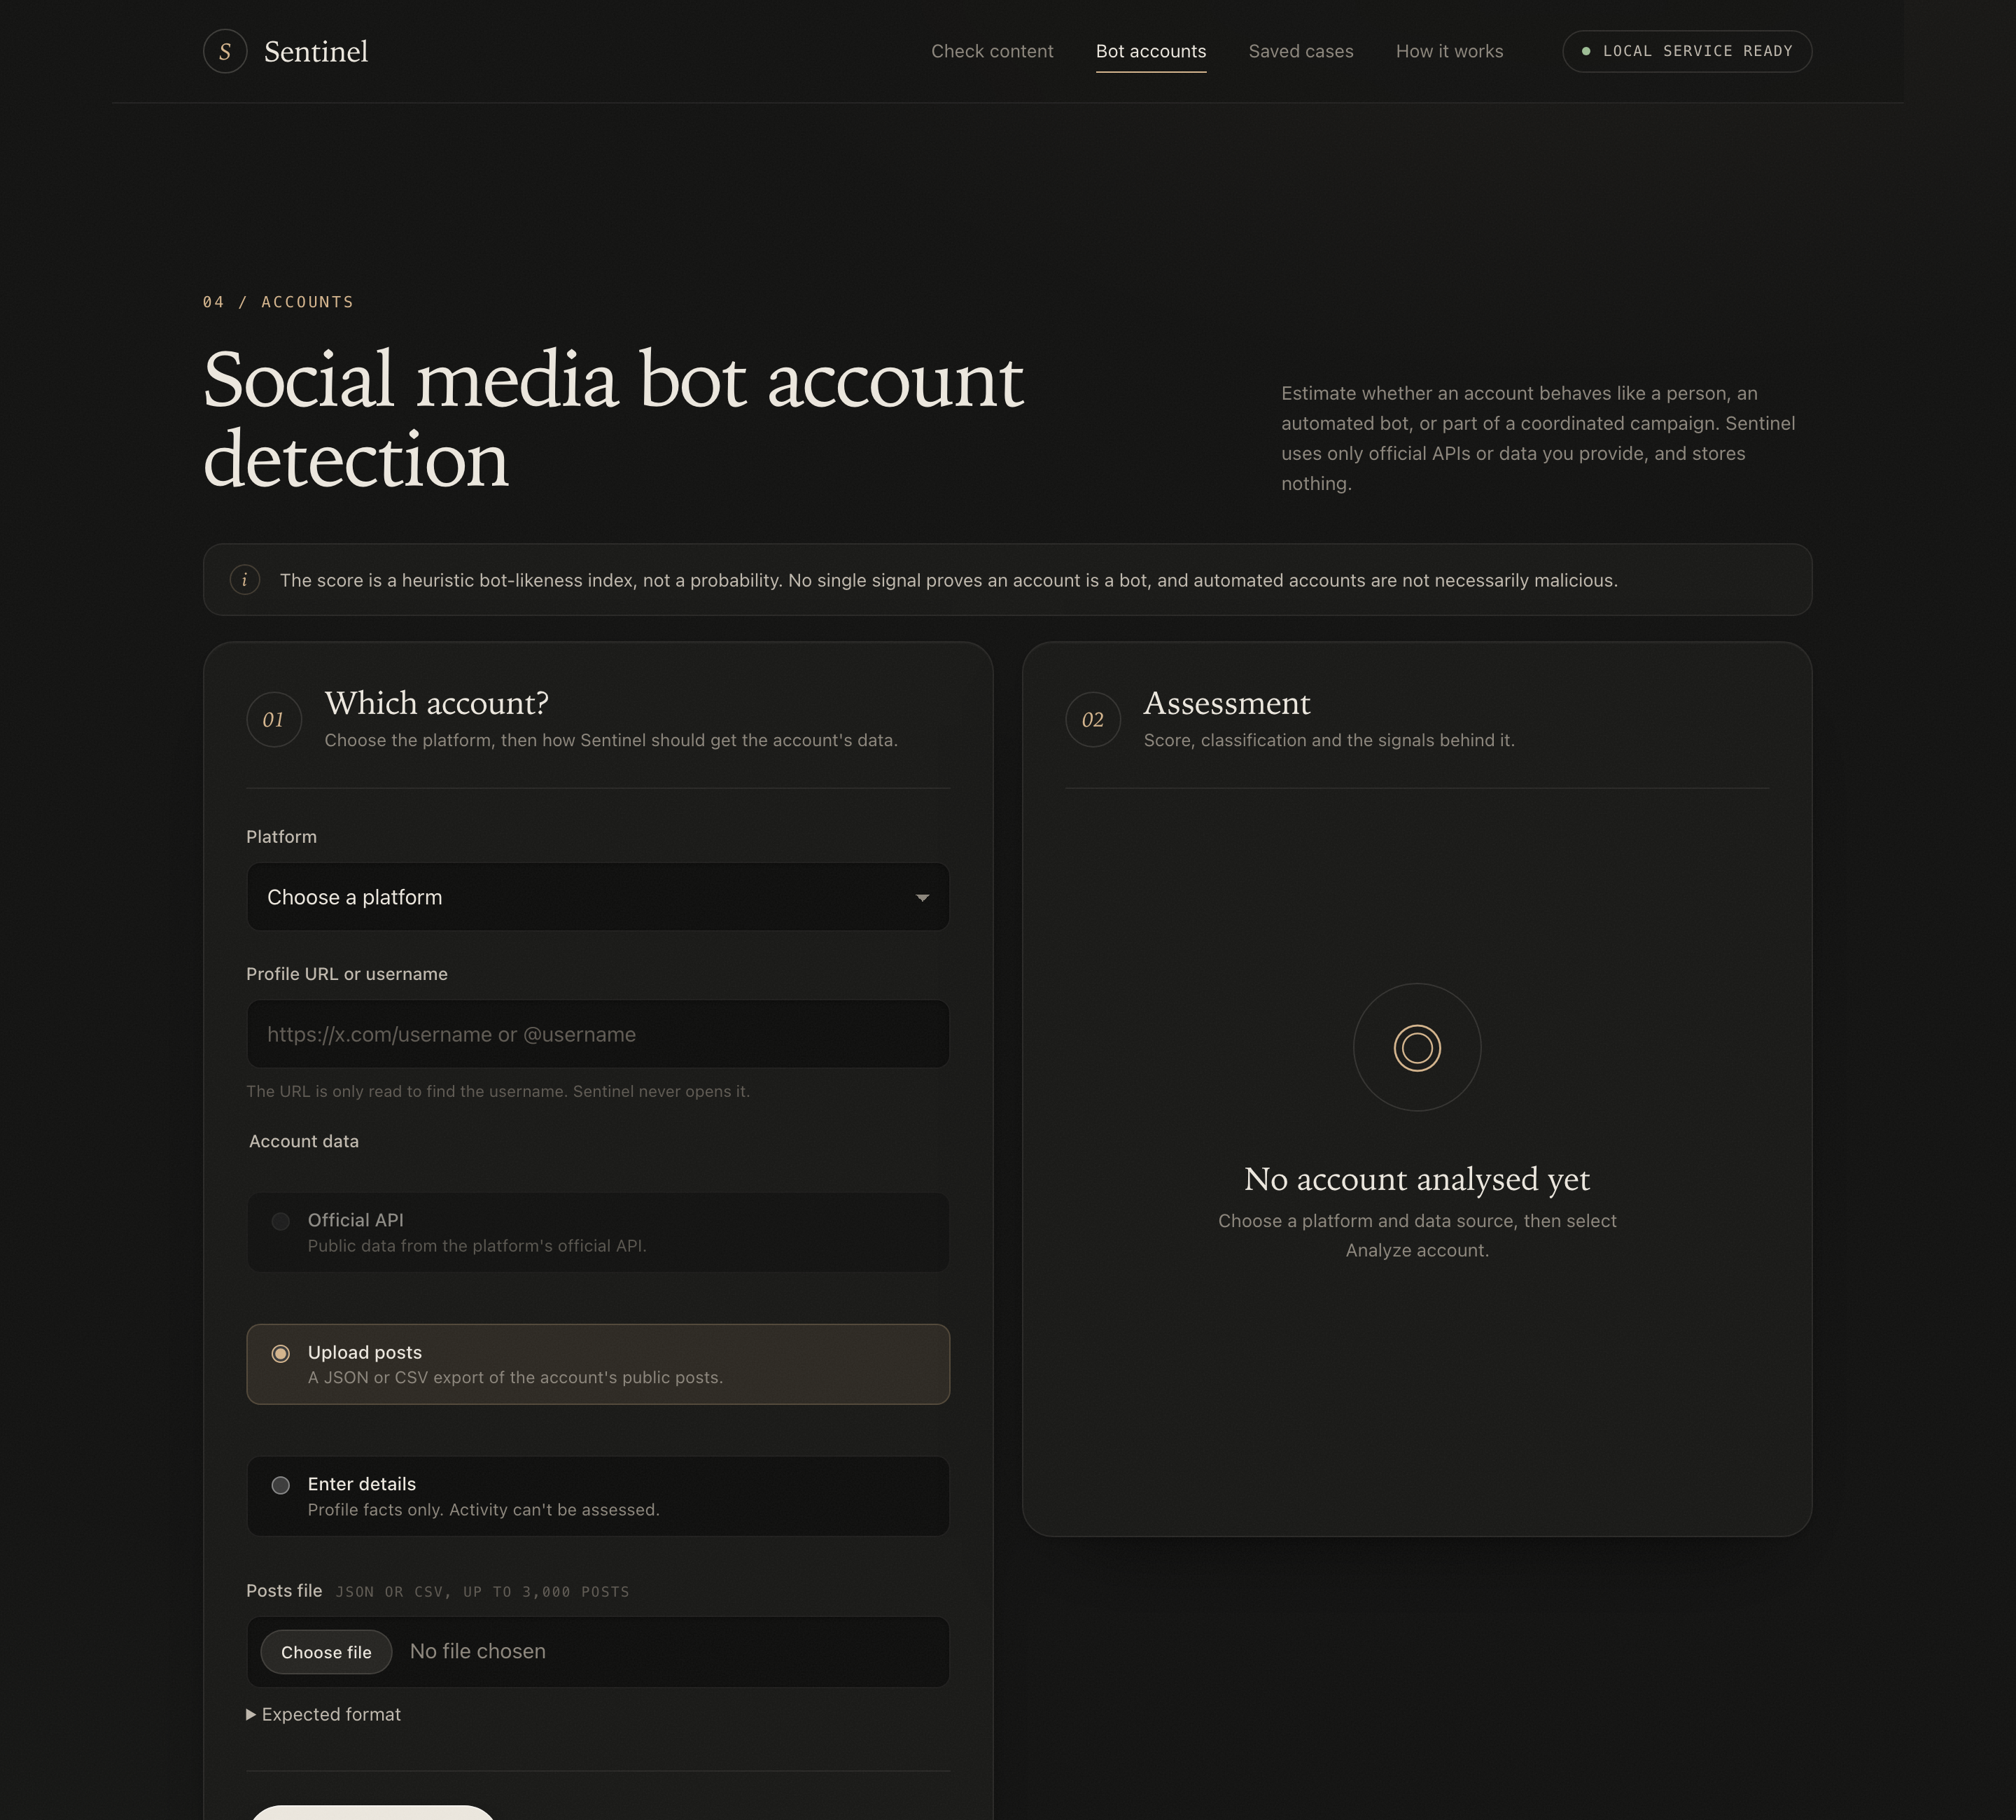 S Sentinel
Check content Bot accounts Saved cases How it works LOCAL SERVICE READY
04 / ACCOUNTS
Social media bot account
detection
Estimate whether an account behaves like a person, an
automated bot, or part of a coordinated campaign. Sentinel
uses only official APIs or data you provide, and stores
nothing.
i The score is a heuristic bot-likeness index, not a probability. No single signal proves an account is a bot, and automated accounts are not necessarily malicious.
01 Which account?
Choose the platform, then how Sentinel should get the account's data.
Platform
Choose a platform
Profile URL or username
https://x.com/username or @username
The URL is only read to find the username. Sentinel never opens it.
Account data
Official API
Public data from the platform's official API.
Upload posts
A JSON or CSV export of the account's public posts.
Enter details
Profile facts only. Activity can't be assessed.
Posts file JSON OR CSV, UP TO 3,000 POSTS
Choose file No file chosen
Expected format
02 Assessment
Score, classification and the signals behind it.
No account analysed yet
Choose a platform and data source, then select
Analyze account.